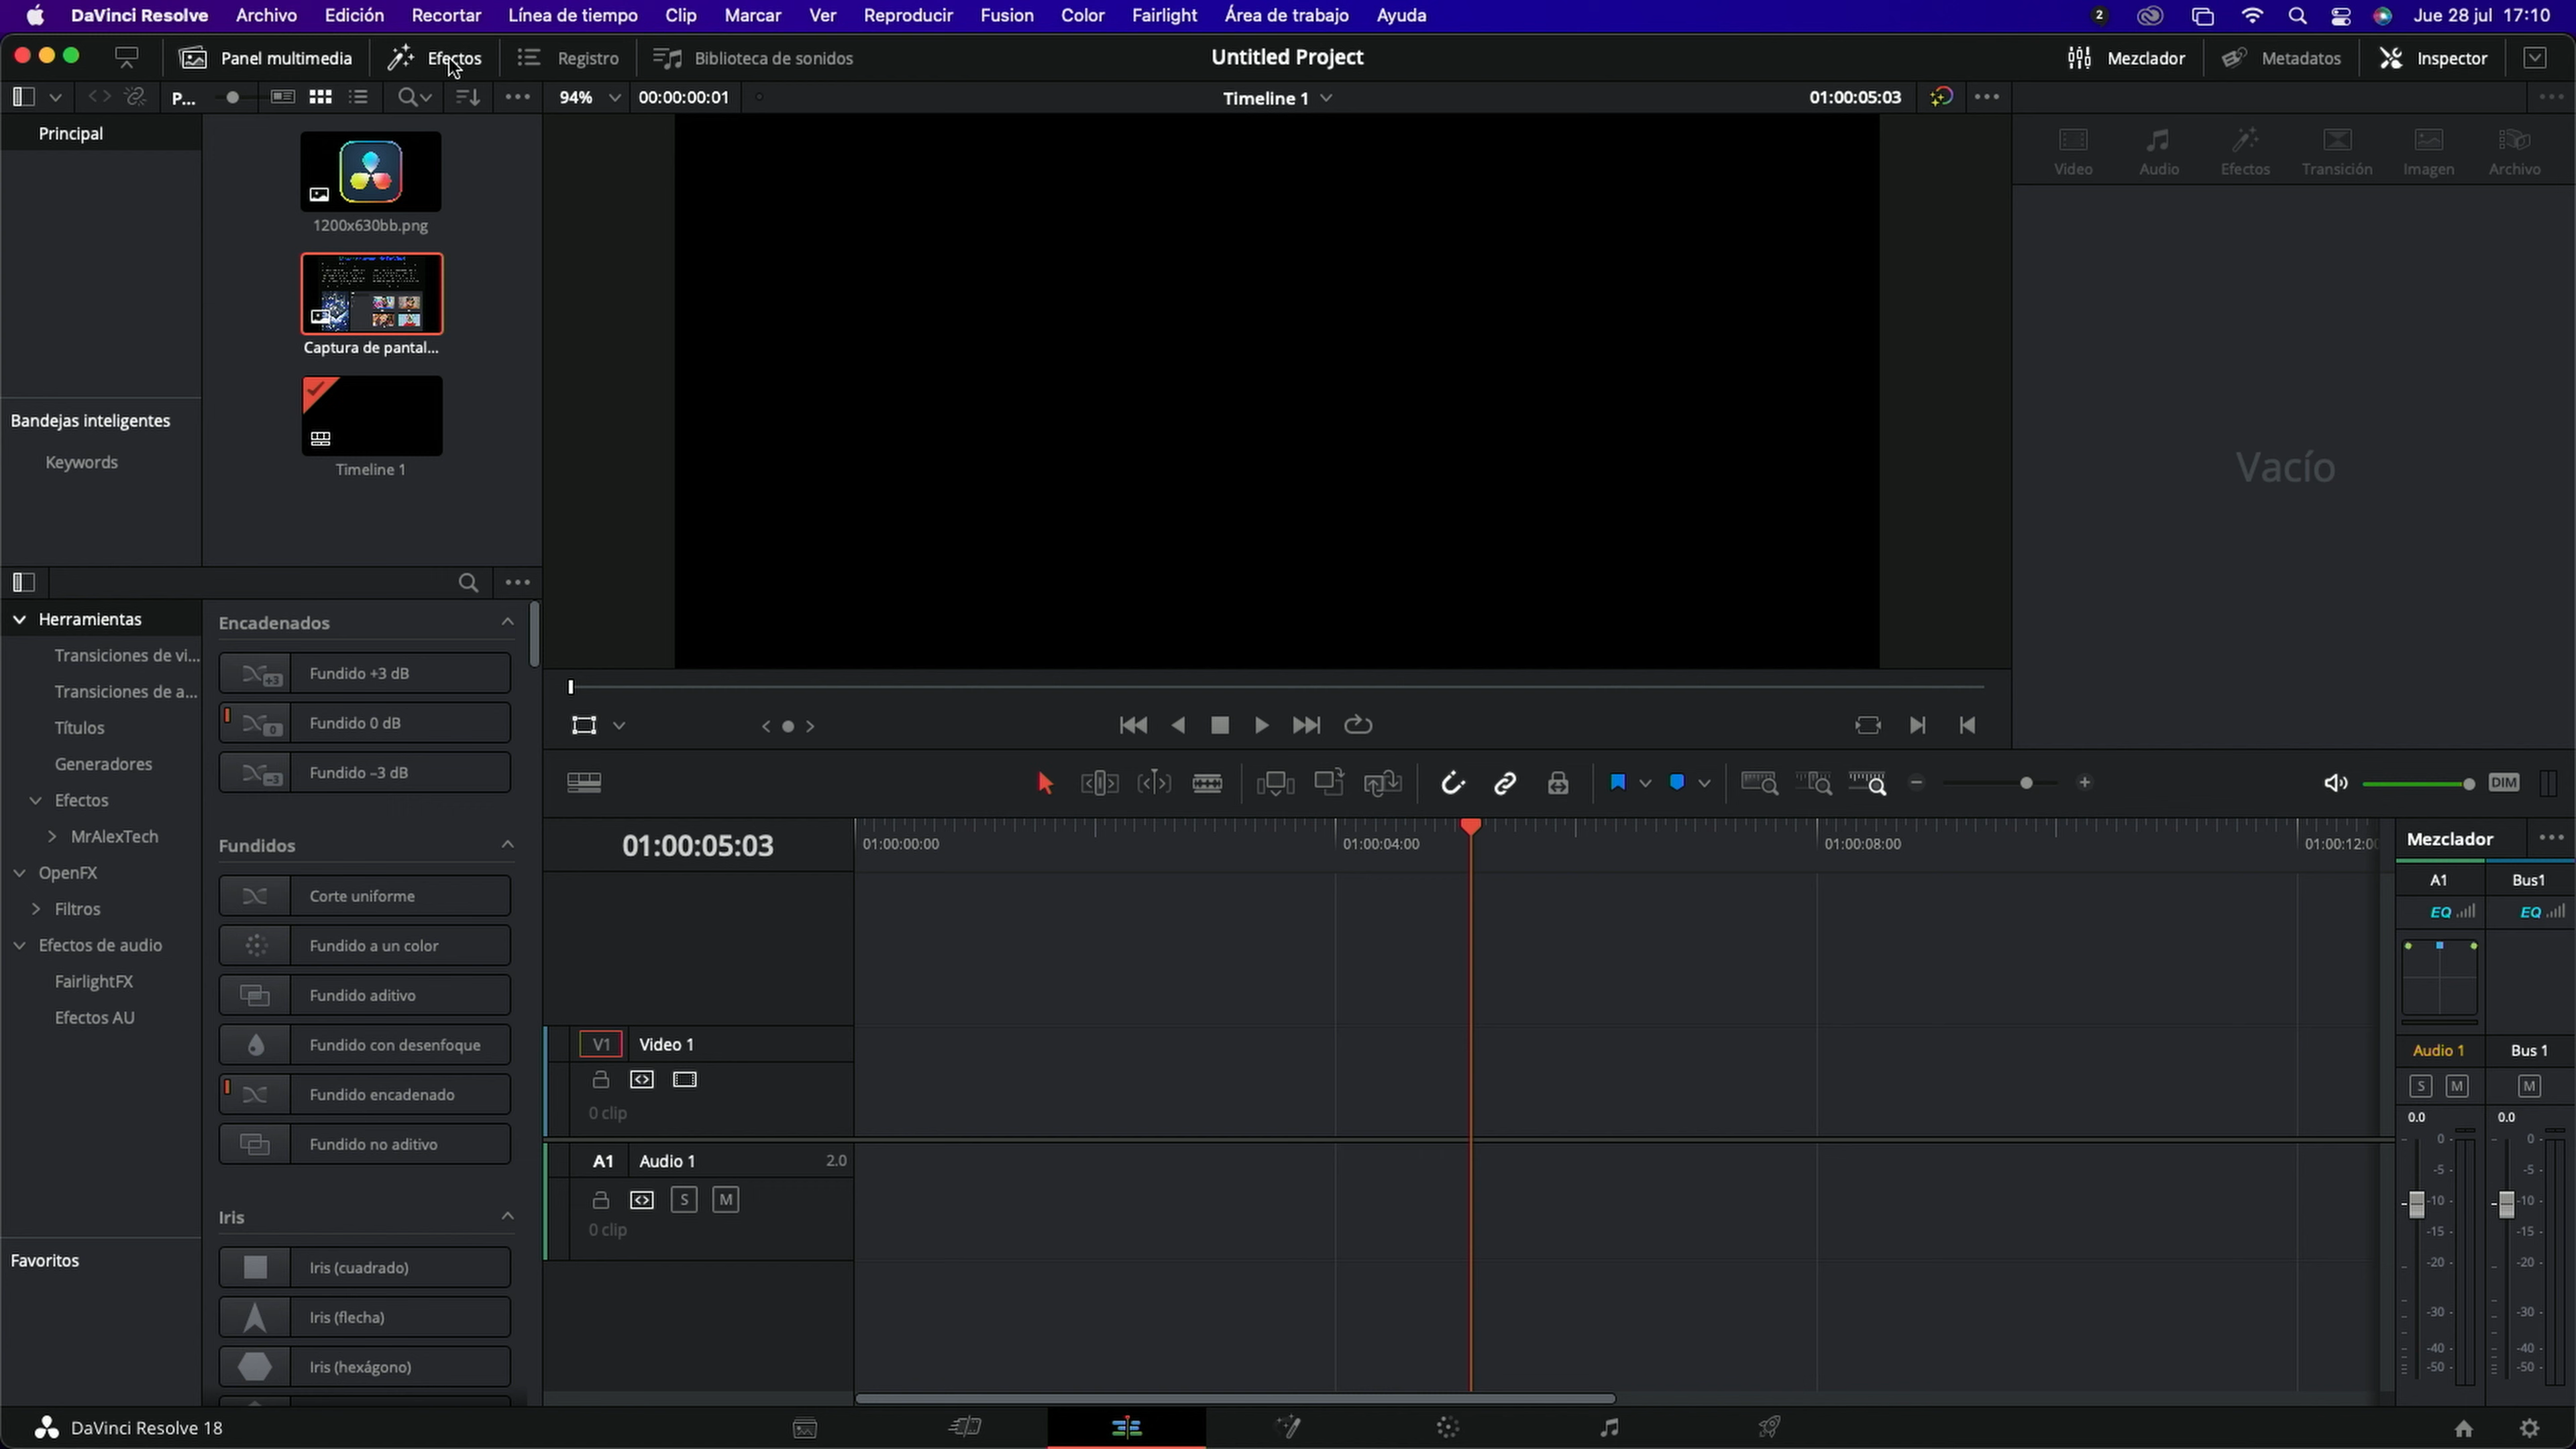 DaVinci Resolve Archivo Edición Recortar Línea de tiempo Clip Marcar Ver Reproducir Fusion Color Fairlight Área de trabajo Ayuda 2 Jue 28 jul 17:10
Panel multimedia Efectos Registro Biblioteca de sonidos Untitled Project Mezclador Metadatos Inspector
P... 94% 00:00:00:01 Timeline 1 01:00:05:03
Principal
1200x630bb.png
Captura de pantal...
Timeline 1
Bandejas inteligentes
Keywords
Video Audio Efectos Transición Imagen Archivo
Vacío
Herramientas
Transiciones de vi...
Transiciones de a...
Títulos
Generadores
Efectos
MrAlexTech
OpenFX
Filtros
Efectos de audio
FairlightFX
Efectos AU
Favoritos
Encadenados
+3 Fundido +3 dB
0 Fundido 0 dB
-3 Fundido -3 dB
Fundidos
Corte uniforme
Fundido a un color
Fundido aditivo
Fundido con desenfoque
Fundido encadenado
Fundido no aditivo
Iris
Iris (cuadrado)
Iris (flecha)
Iris (hexágono)
DIM
01:00:05:03 01:00:00:00 01:00:04:00 01:00:08:00 01:00:12:00
V1 Video 1
0 clip
A1 Audio 1 2.0
S M
0 clip
Mezclador
A1 Bus1
EQ EQ
Audio 1 Bus 1
S M M
0.0 0.0
0 0
-5 -5
-10 -10
-15 -15
-20 -20
-30 -30
-40 -40
-50 -50
DaVinci Resolve 18